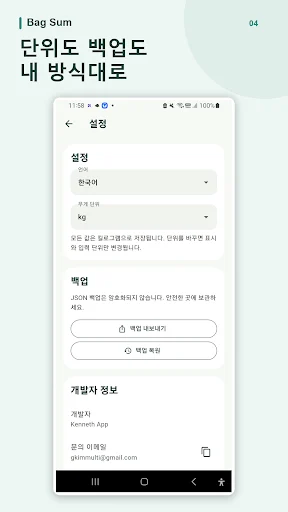 Bag Sum
04
단위도 백업도
내 방식대로
11:58
100%
설정
설정
언어
한국어
무게 단위
kg
모든 값은 킬로그램으로 저장됩니다. 단위를 바꾸면 표시
와 입력 단위만 변경됩니다.
백업
JSON 백업은 암호화되지 않습니다. 안전한 곳에 보관하
세요.
백업 내보내기
백업 복원
개발자 정보
개발자
Kenneth App
문의 이메일
gkimmulti@gmail.com